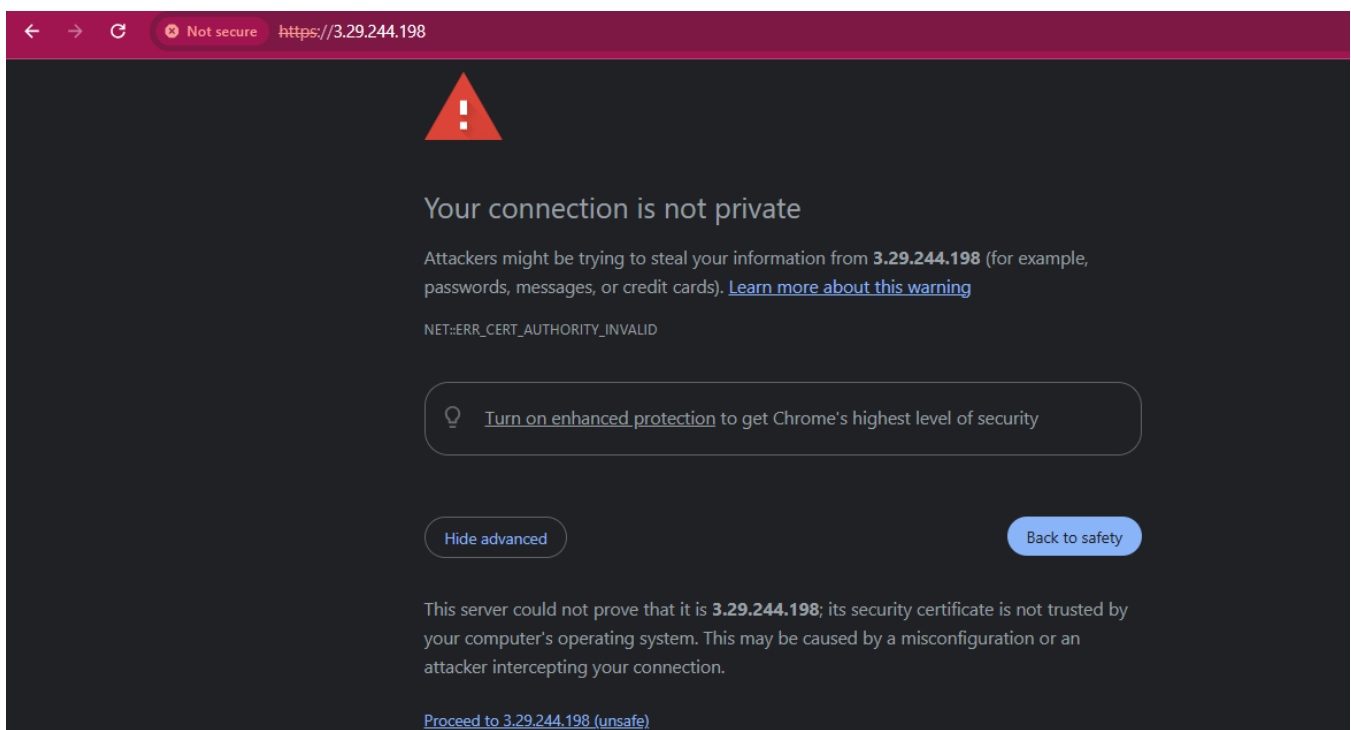 Not secure https://3.29.244.198
Your connection is not private
Attackers might be trying to steal your information from 3.29.244.198 (for example,
passwords, messages, or credit cards). Learn more about this warning
NET::ERR_CERT_AUTHORITY_INVALID
Turn on enhanced protection to get Chrome's highest level of security
Hide advanced
Back to safety
This server could not prove that it is 3.29.244.198; its security certificate is not trusted by
your computer's operating system. This may be caused by a misconfiguration or an
attacker intercepting your connection.
Proceed to 3.29.244.198 (unsafe)